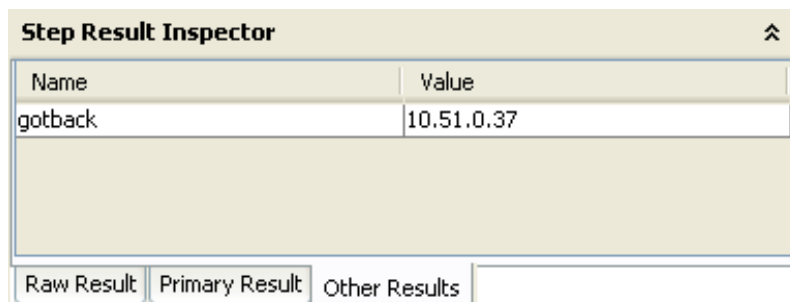 Step Result Inspector
Name Value
gotback 10.51.0.37
Raw Result Primary Result Other Results